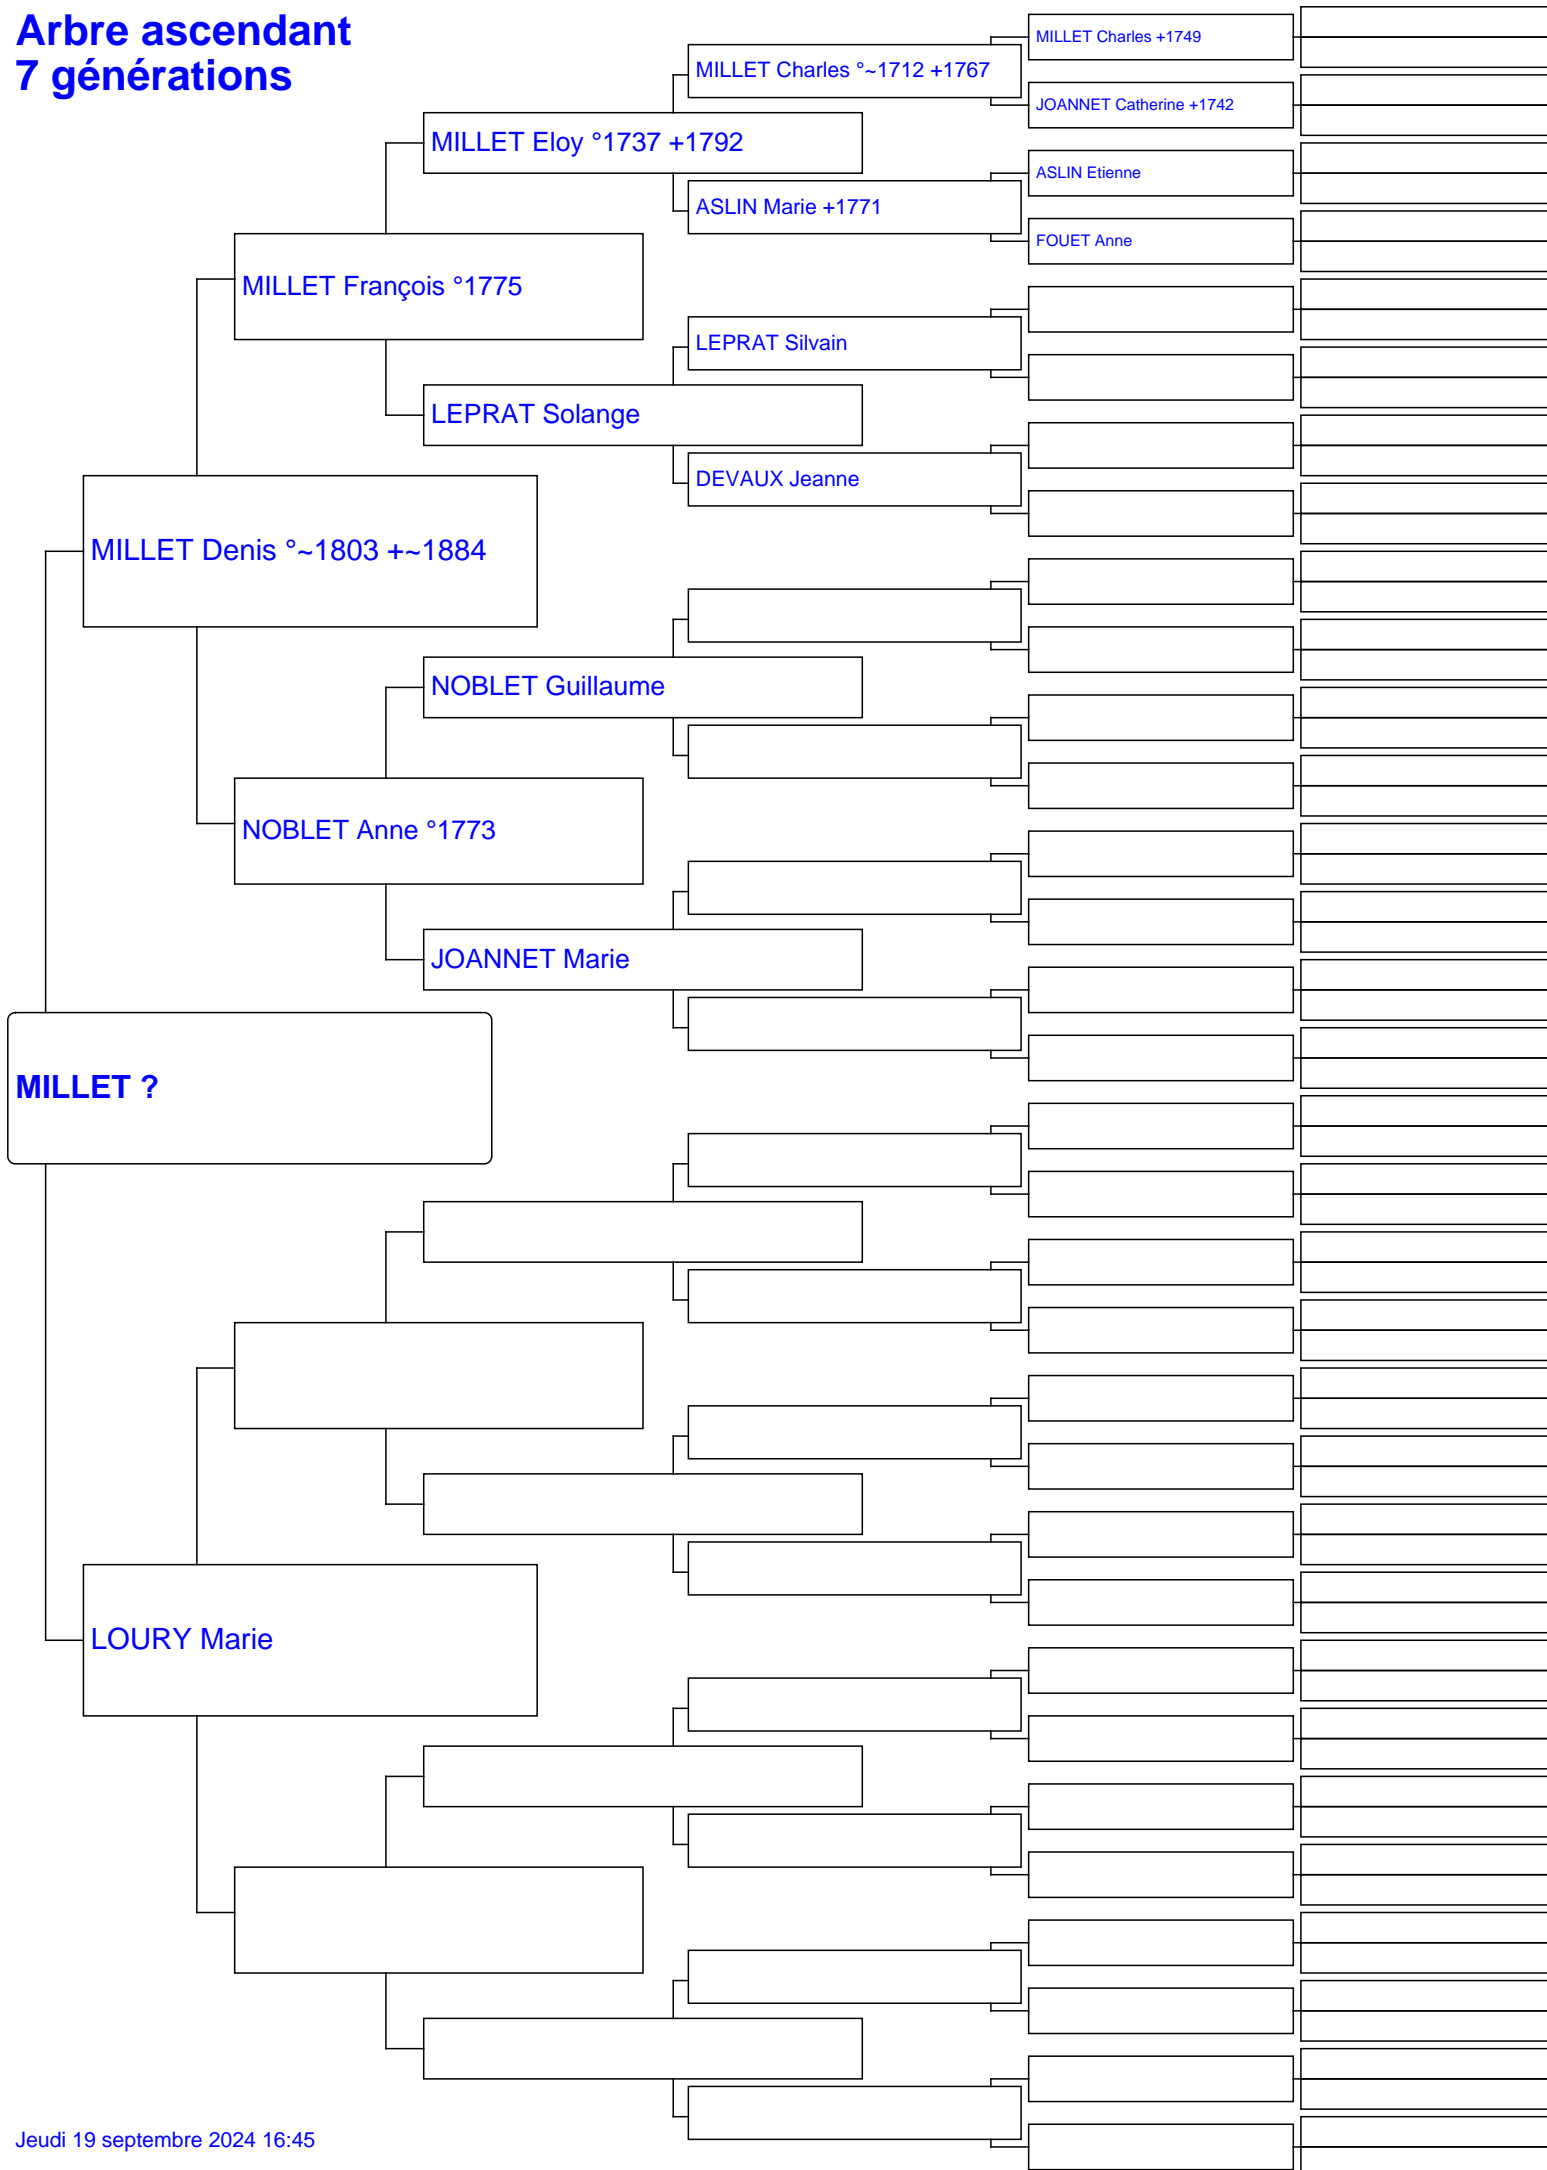 Arbre ascendant
7 générations
MILLET Charles +1749
MILLET Charles °~1712 +1767
JOANNET Catherine +1742
MILLET Eloy °1737 +1792
ASLIN Etienne
ASLIN Marie +1771
FOUET Anne
MILLET François °1775
LEPRAT Silvain
LEPRAT Solange
DEVAUX Jeanne
MILLET Denis °~1803 +~1884
NOBLET Guillaume
NOBLET Anne °1773
JOANNET Marie
MILLET ?
LOURY Marie
Jeudi 19 septembre 2024 16:45